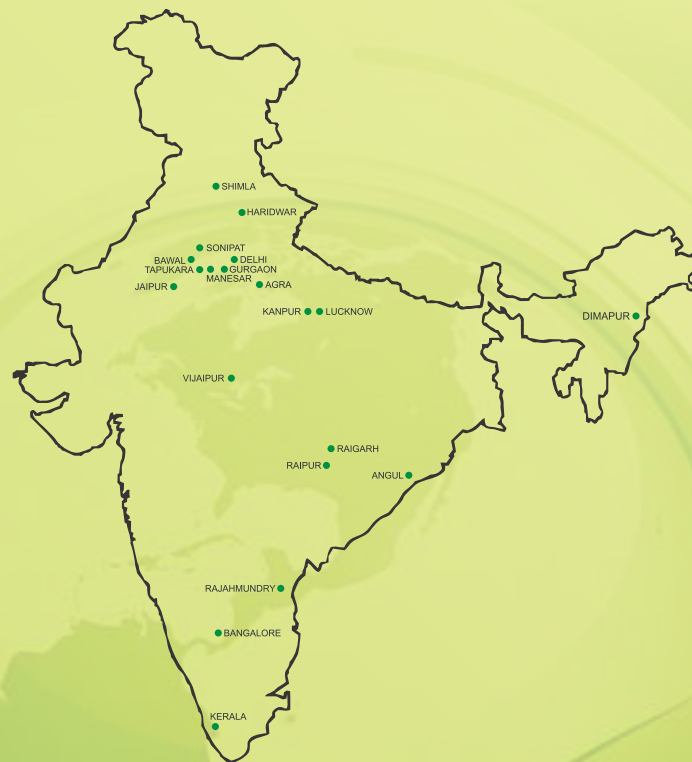 SHIMLA
HARIDWAR
SONIPAT
BAWAL
DELHI
TAPUKARA
GURGAON
MANESAR
JAIPUR
AGRA
KANPUR
LUCKNOW
DIMAPUR
VIJAIPUR
RAIGARH
RAIPUR
ANGUL
RAJAHMUNDRY
BANGALORE
KERALA